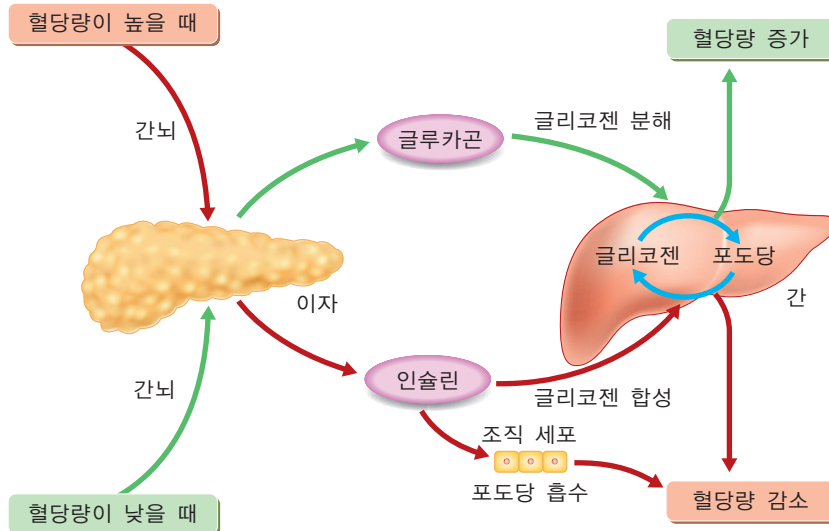 혈당량이 높을 때
혈당량 증가
간뇌
글루카곤
글리코젠 분해
글리코젠
포도당
이자
간
간뇌
인슐린
글리코젠 합성
조직 세포
포도당 흡수
혈당량이 낮을 때
혈당량 감소